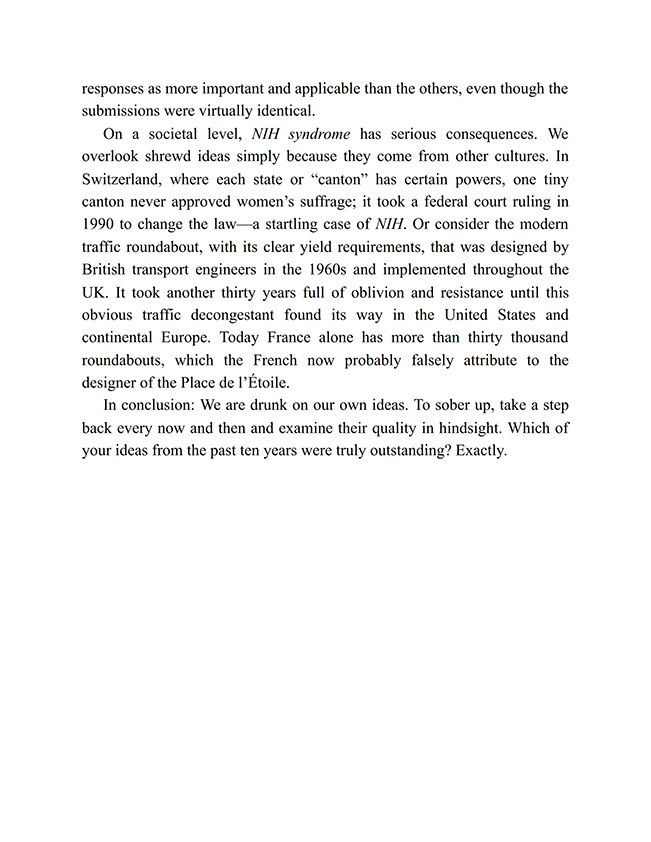 responses as more important and applicable than the others, even though the
submissions were virtually identical.
On a societal level, NIH syndrome has serious consequences. We
overlook shrewd ideas simply because they come from other cultures. In
Switzerland, where each state or “canton” has certain powers, one tiny
canton never approved women’s suffrage; it took a federal court ruling in
1990 to change the law—a startling case of NIH. Or consider the modern
traffic roundabout, with its clear yield requirements, that was designed by
British transport engineers in the 1960s and implemented throughout the
UK. It took another thirty years full of oblivion and resistance until this
obvious traffic decongestant found its way in the United States and
continental Europe. Today France alone has more than thirty thousand
roundabouts, which the French now probably falsely attribute to the
designer of the Place de l’Étoile.
In conclusion: We are drunk on our own ideas. To sober up, take a step
back every now and then and examine their quality in hindsight. Which of
your ideas from the past ten years were truly outstanding? Exactly.